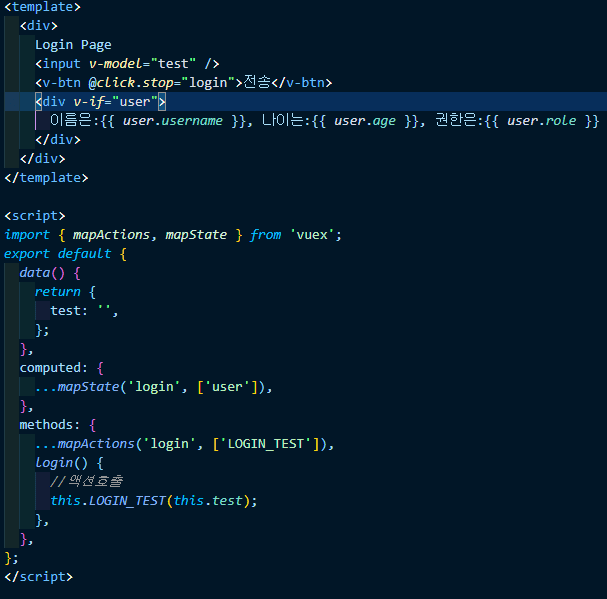 <template>
<div>
Login Page
<input v-model="test" />
<v-btn @click.stop="login">전송</v-btn>
<div v-if="user">
이름은:{{ user.username }}, 나이는:{{ user.age }}, 권한은:{{ user.role }}
</div>
</div>
</template>
<script>
import { mapActions, mapState } from 'vuex';
export default {
data() {
return {
test: '',
};
},
computed: {
...mapState('login', ['user']),
},
methods: {
...mapActions('login', ['LOGIN_TEST']),
login() {
//액션호출
this.LOGIN_TEST(this.test);
},
},
};
</script>